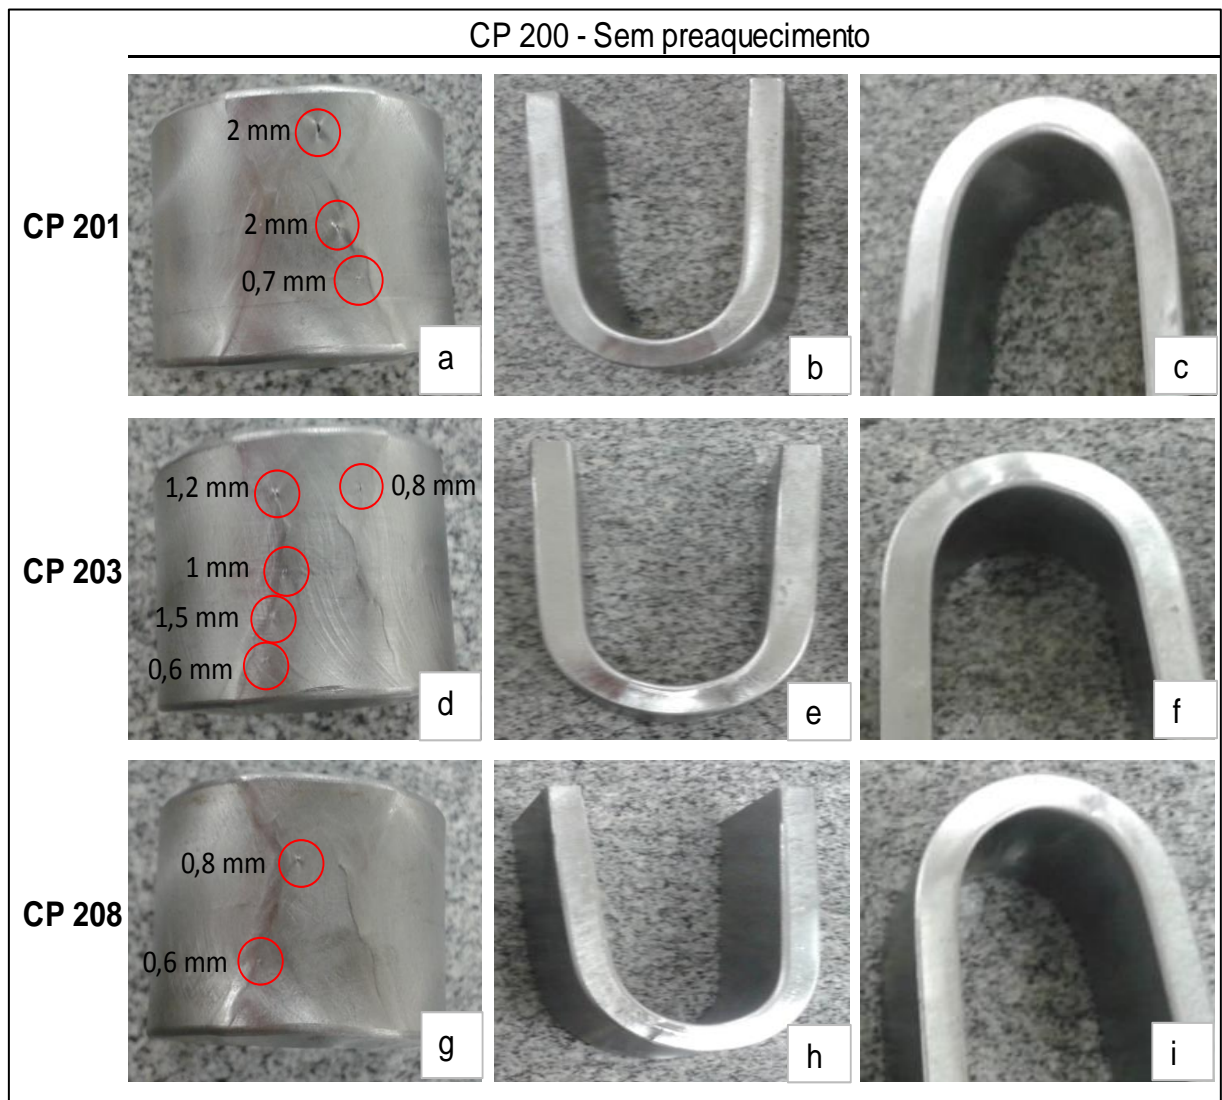 CP 200 - Sem preaquecimento
CP 201
2 mm
2 mm
0,7 mm
a
b
c
CP 203
1,2 mm
0,8 mm
1 mm
1,5 mm
0,6 mm
d
e
f
CP 208
0,8 mm
0,6 mm
g
h
i